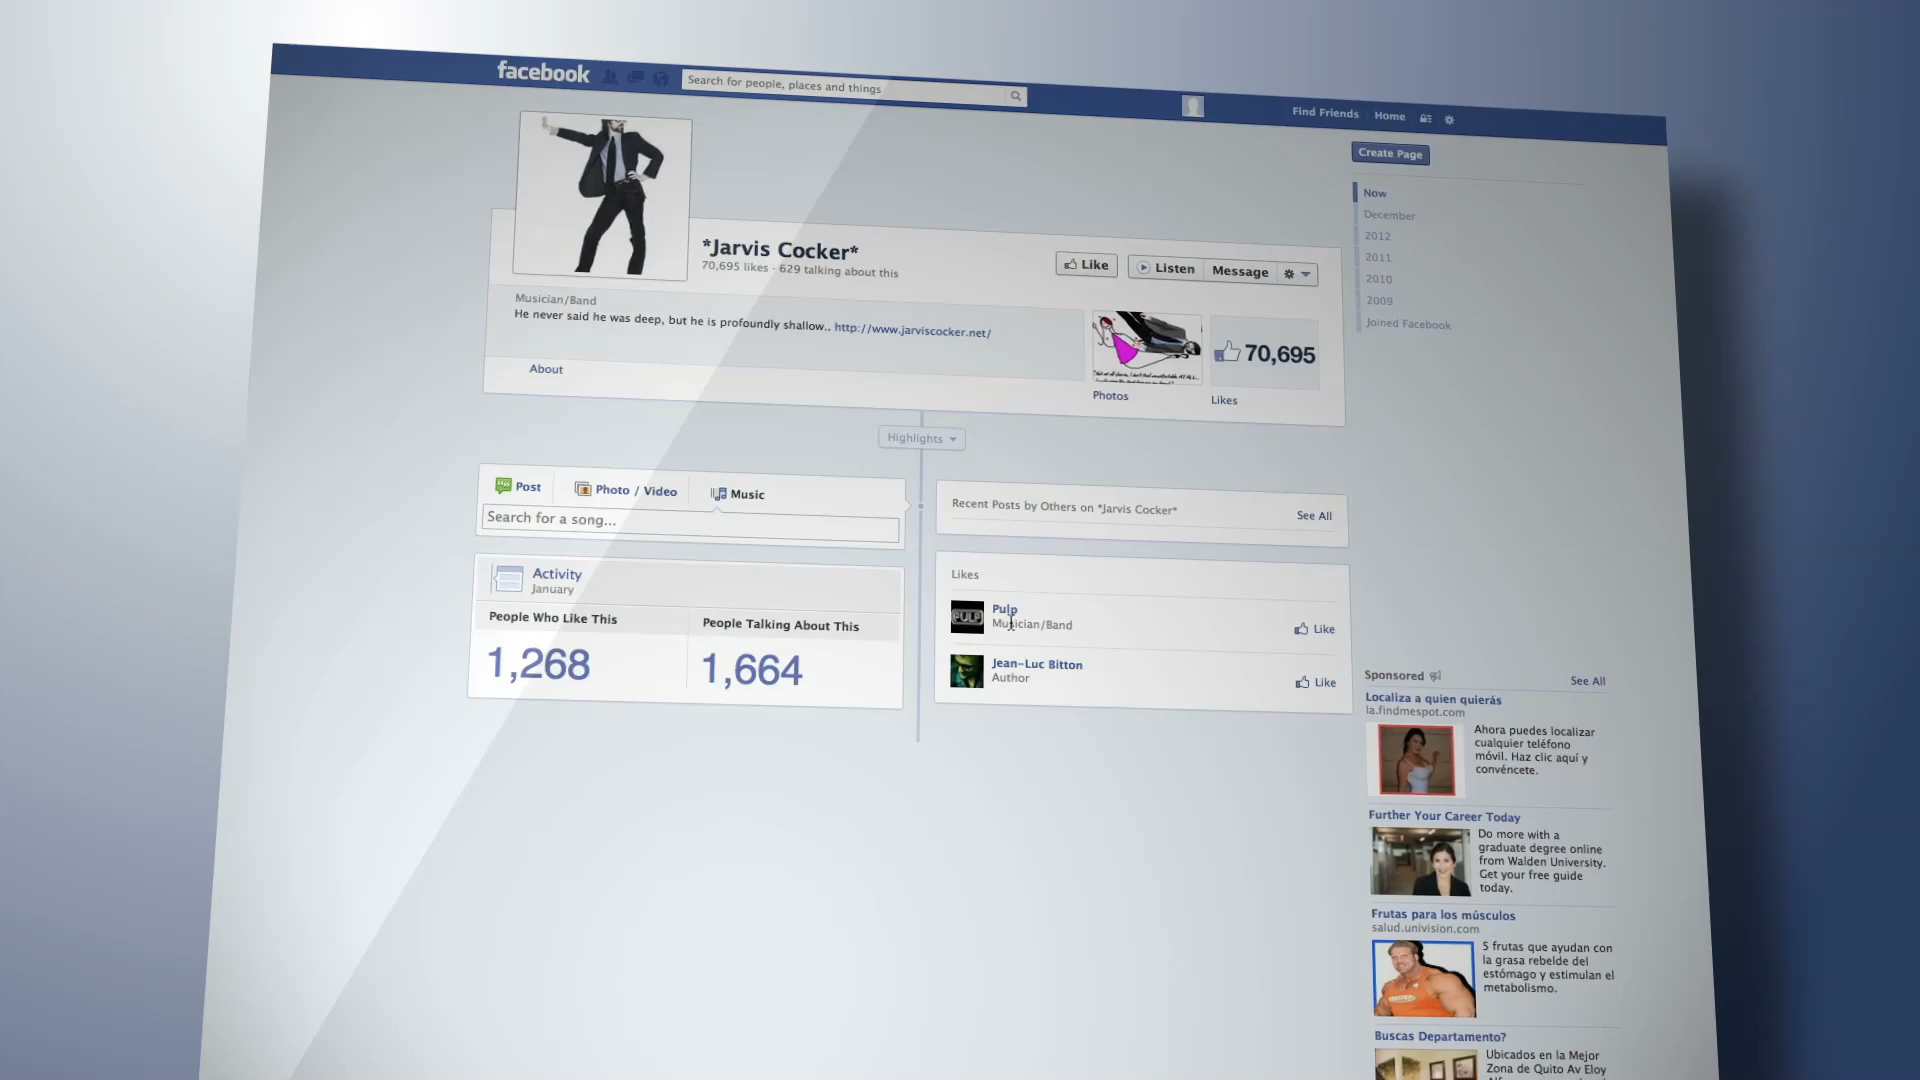 facebook
Search for people, places and things
Find Friends
Home
Create Page
Now
December
2012
2011
2010
2009
Joined Facebook
*Jarvis Cocker*
70,695 likes · 629 talking about this
Like
Listen
Message
Musician/Band
He never said he was deep, but he is profoundly shallow.. http://www.jarviscocker.net/
About
Photos
70,695
Likes
Highlights
Post
Photo / Video
Music
Search for a song...
Activity
January
People Who Like This
People Talking About This
1,268
1,664
Recent Posts by Others on *Jarvis Cocker*
See All
Likes
PULP
Pulp
Musician/Band
Like
Jean-Luc Bitton
Author
Like
Sponsored
See All
Localiza a quien quierás
la.findmespot.com
Ahora puedes localizar
cualquier teléfono
móvil. Haz clic aquí y
convéncete.
Further Your Career Today
Do more with a
graduate degree online
from Walden University.
Get your free guide
today.
Frutas para los músculos
salud.univision.com
5 frutas que ayudan con
la grasa rebelde del
estómago y estimulan el
metabolismo.
Buscas Departamento?
Ubicados en la Mejor
Zona de Quito Av Eloy